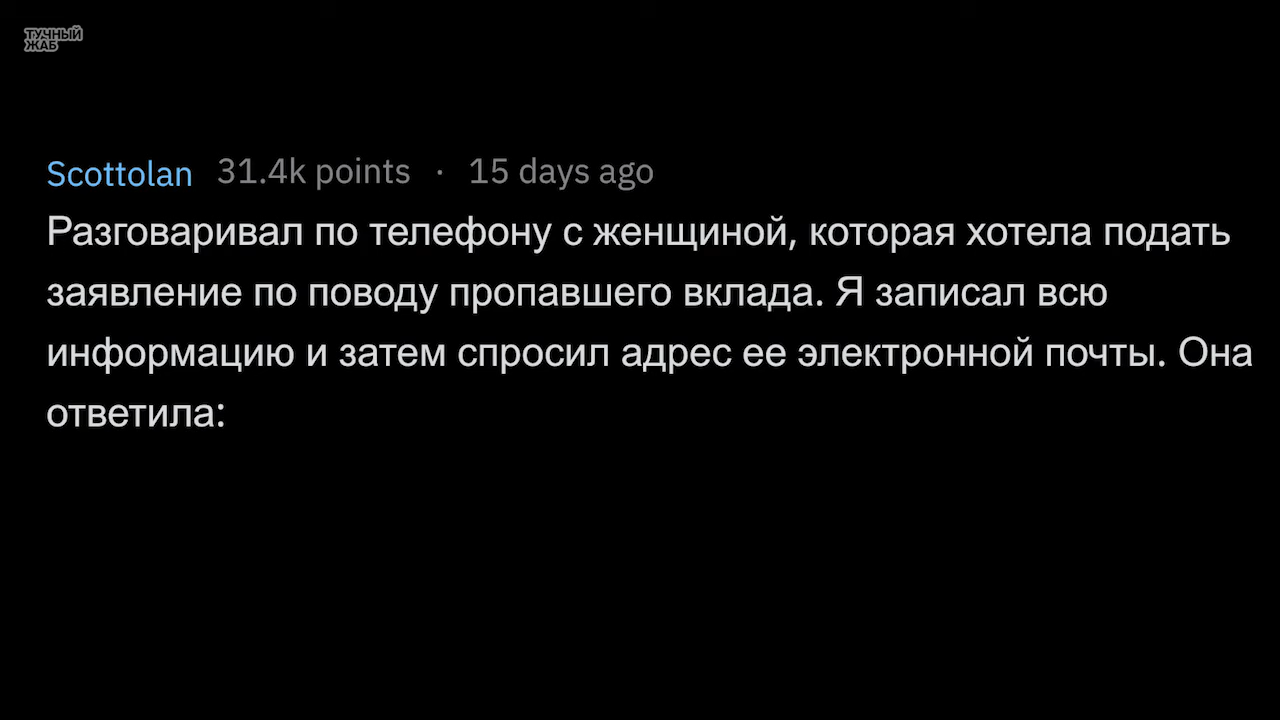 ТУЧНЫЙ
ЖАБ
Scottolan 31.4k points · 15 days ago
Разговаривал по телефону с женщиной, которая хотела подать
заявление по поводу пропавшего вклада. Я записал всю
информацию и затем спросил адрес ее электронной почты. Она
ответила: